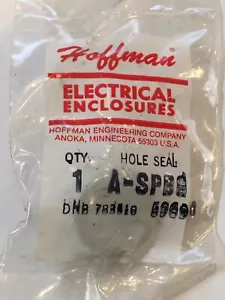 Hoffman
ELECTRICAL
ENCLOSURES
HOFFMAN ENGINEERING COMPANY
ANOKA, MINNESOTA 55303 U.S.A.
QTY. HOLE SEAL
1